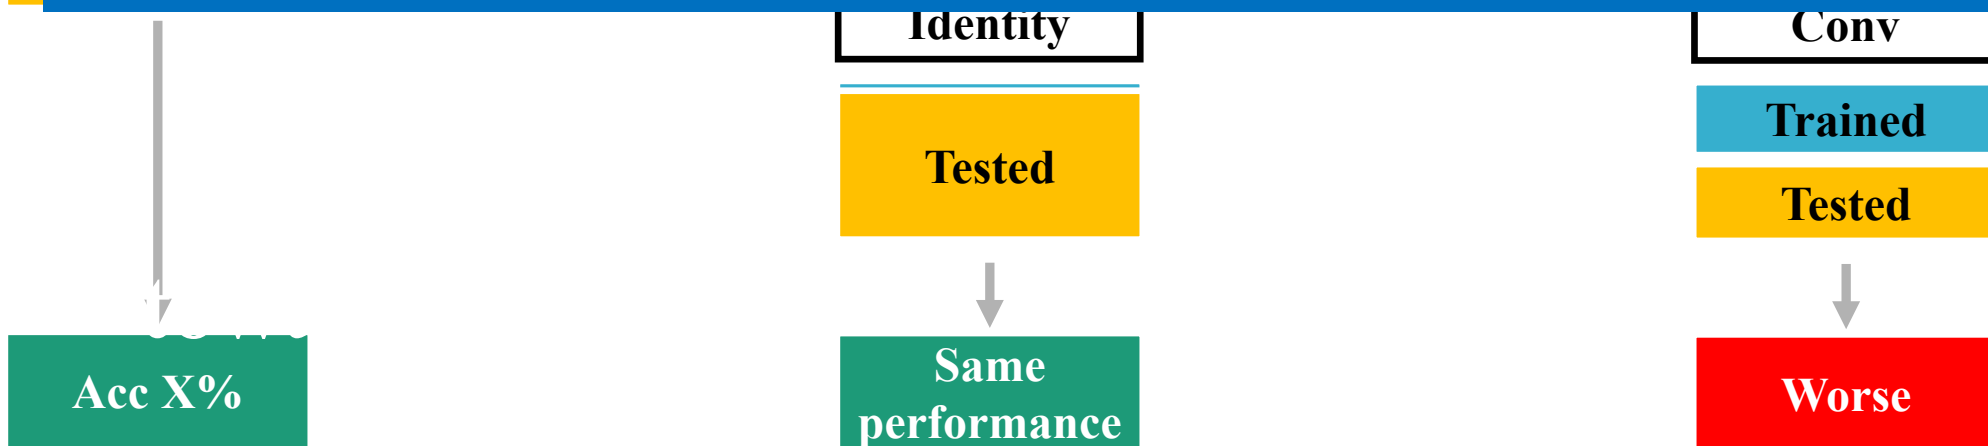 Identity
Conv
Trained
Tested
Tested
Acc X%
Same
performance
Worse